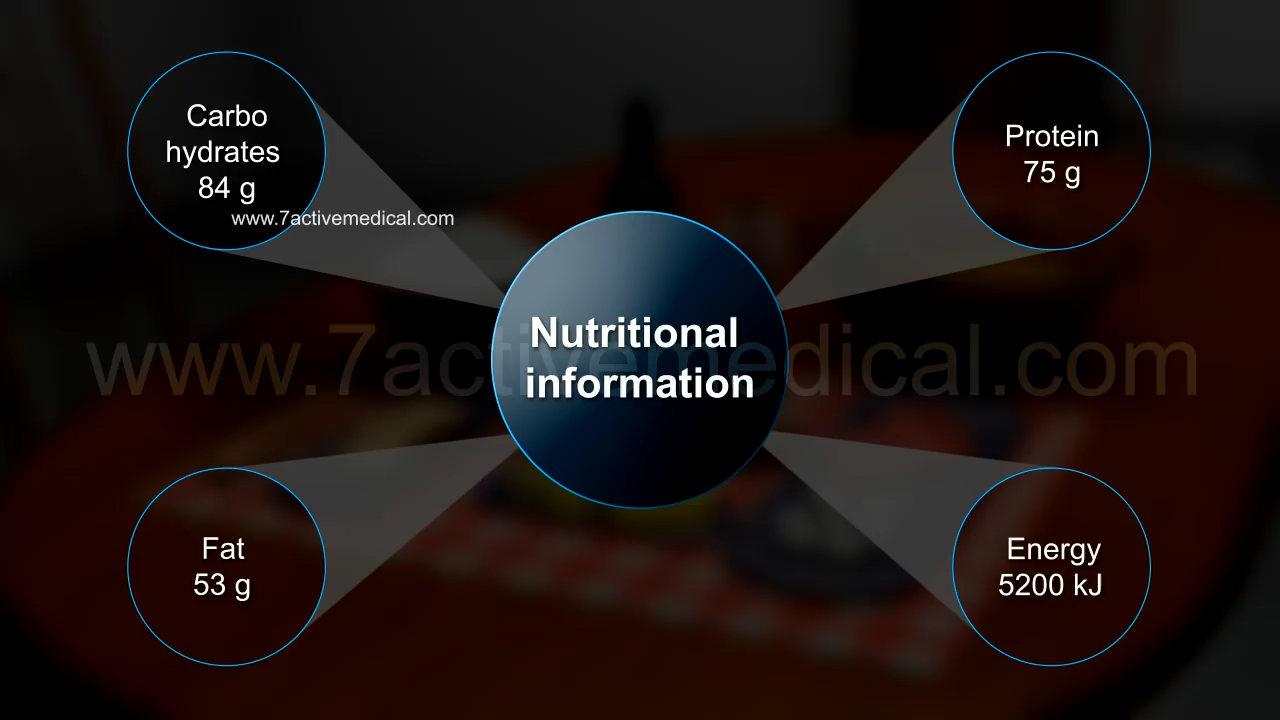 Carbo
hydrates
84 g
www.7activemedical.com
Protein
75 g
Nutritional
information
www.7activemedical.com
Fat
53 g
Energy
5200 kJ